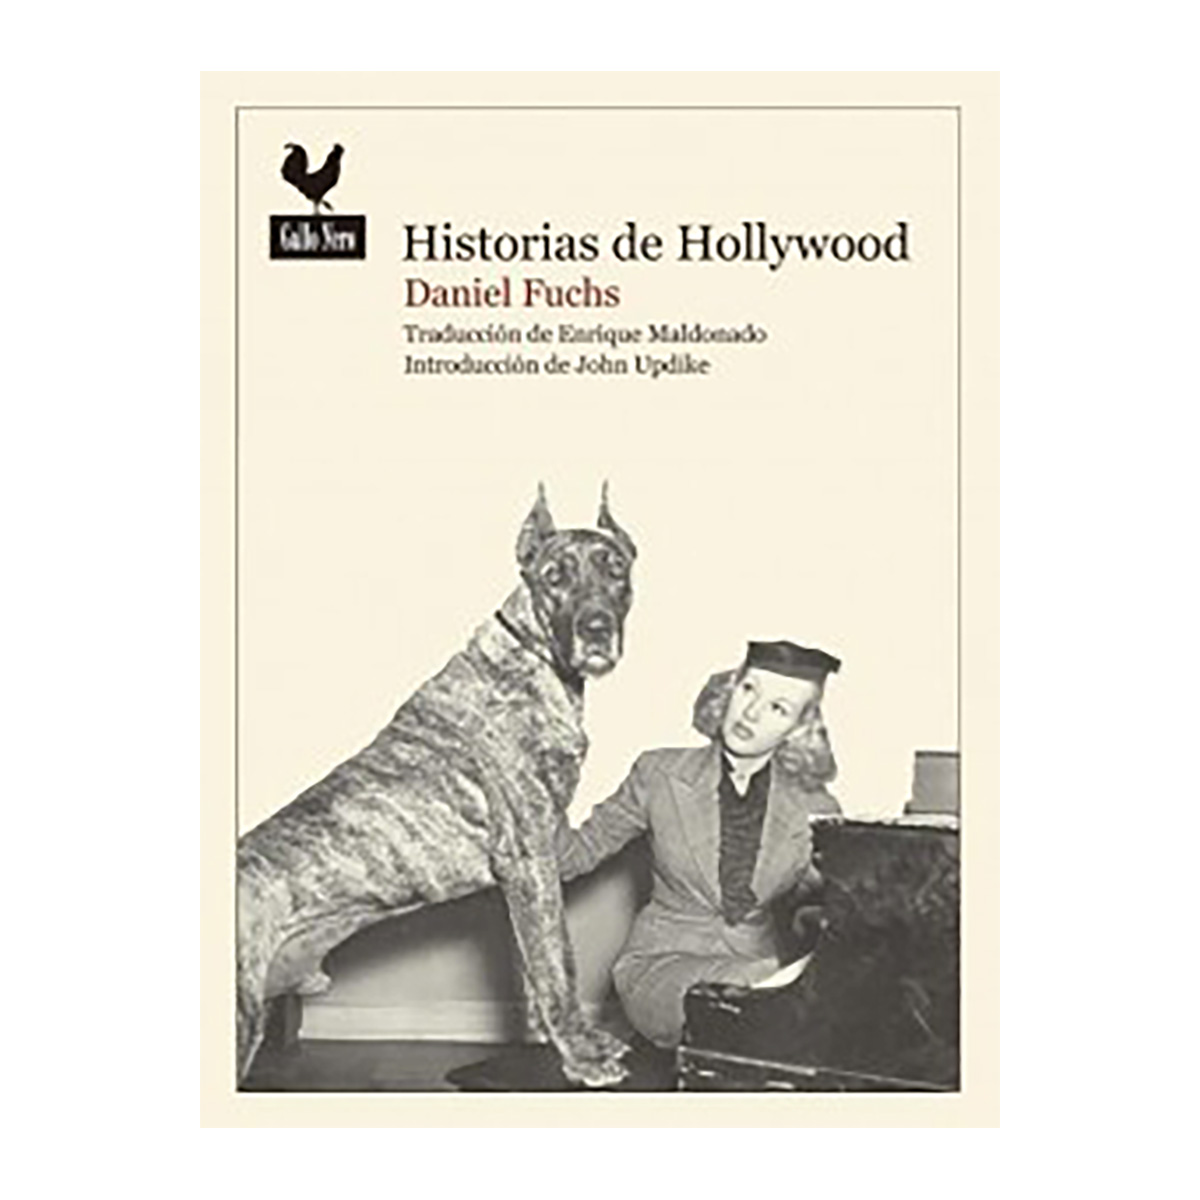 Gallo Nero
Historias de Hollywood
Daniel Fuchs
Traducción de Enrique Maldonado
Introducción de John Updike